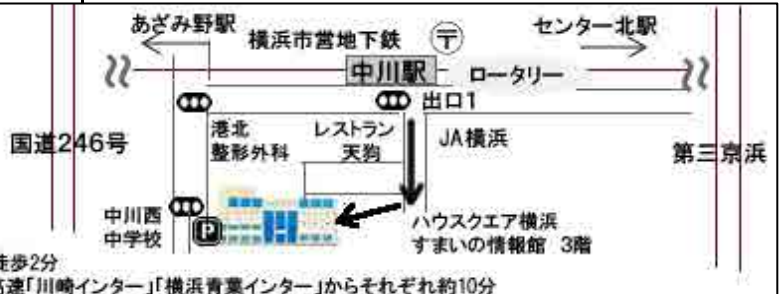 あざみ野駅
横浜市営地下鉄
〒
センター北駅
中川駅
ロータリー
出口1
国道246号
港北
整形外科
レストラン
天狗
JA横浜
第三京浜
中川西
中学校
P
ハウスクエア横浜
すまいの情報館 3階
徒歩2分
高速「川崎インター」「横浜青葉インター」からそれぞれ約10分